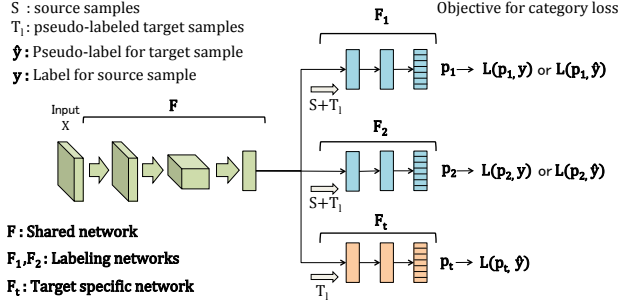 S : source samples
T_l : pseudo-labeled target samples
ŷ : Pseudo-label for target sample
y : Label for source sample
Objective for category loss
F_1
p_1 → L(p_1, y) or L(p_1, ŷ)
S+T_l
Input
X
F
F_2
p_2 → L(p_2, y) or L(p_2, ŷ)
S+T_l
F : Shared network
F_1,F_2 : Labeling networks
F_t : Target specific network
F_t
p_t → L(p_t, ŷ)
T_l